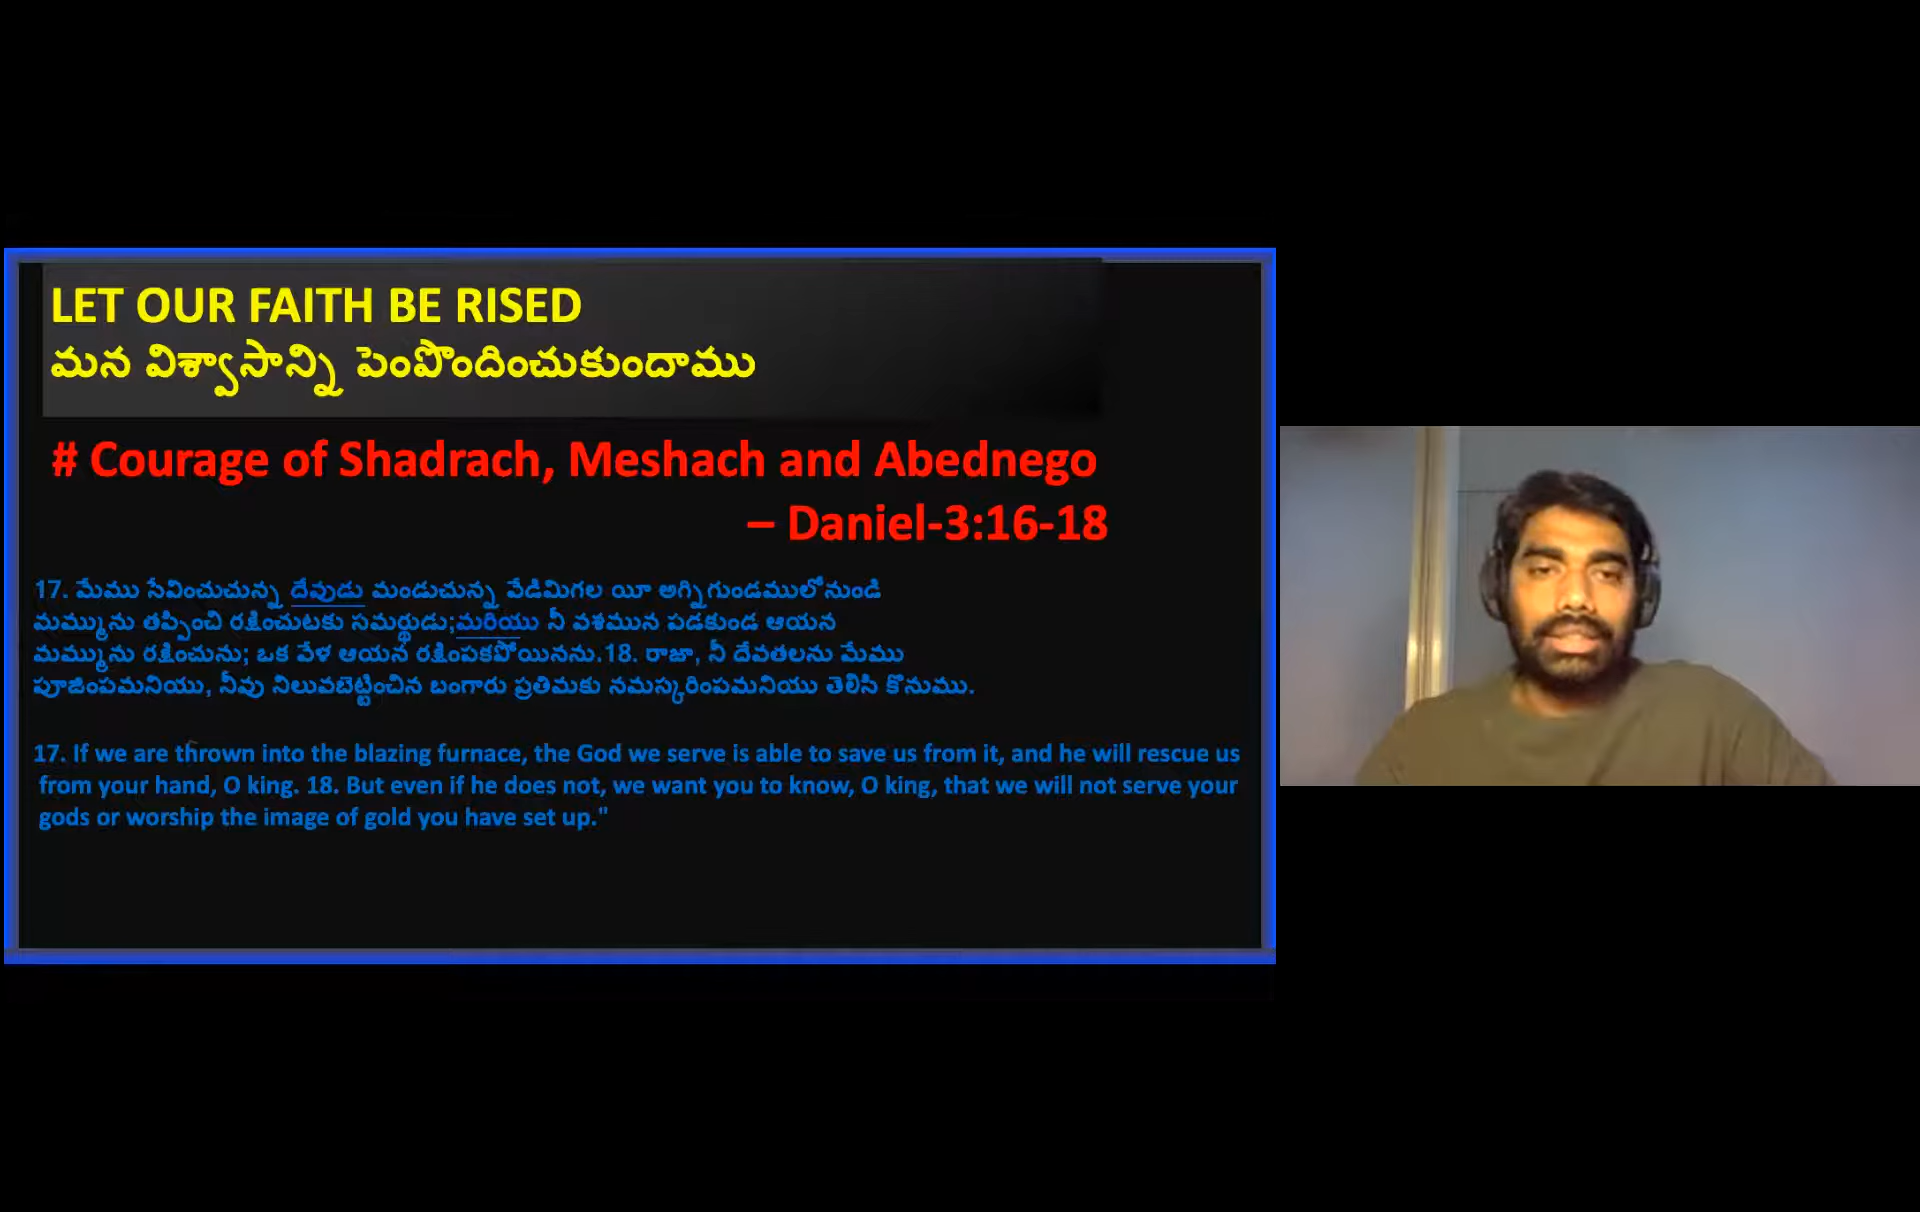 LET OUR FAITH BE RISED
మన విశ్వాసాన్ని పెంపొందించుకుందాము
# Courage of Shadrach, Meshach and Abednego
– Daniel-3:16-18
17. మేము సేవించుచున్న దేవుడు మండుచున్న వేడిమిగల యీ అగ్నిగుండములోనుండి
మమ్మును తప్పించి రక్షించుటకు సమర్థుడు;మరియు నీ వశమున పడకుండ ఆయన
మమ్మును రక్షించును; ఒక వేళ ఆయన రక్షింపకపోయినను.18. రాజా, నీ దేవతలను మేము
పూజింపమనియు, నీవు నిలువబెట్టించిన బంగారు ప్రతిమకు నమస్కరింపమనియు తెలిసి కొనుము.
17. If we are thrown into the blazing furnace, the God we serve is able to save us from it, and he will rescue us
from your hand, O king. 18. But even if he does not, we want you to know, O king, that we will not serve your
gods or worship the image of gold you have set up."